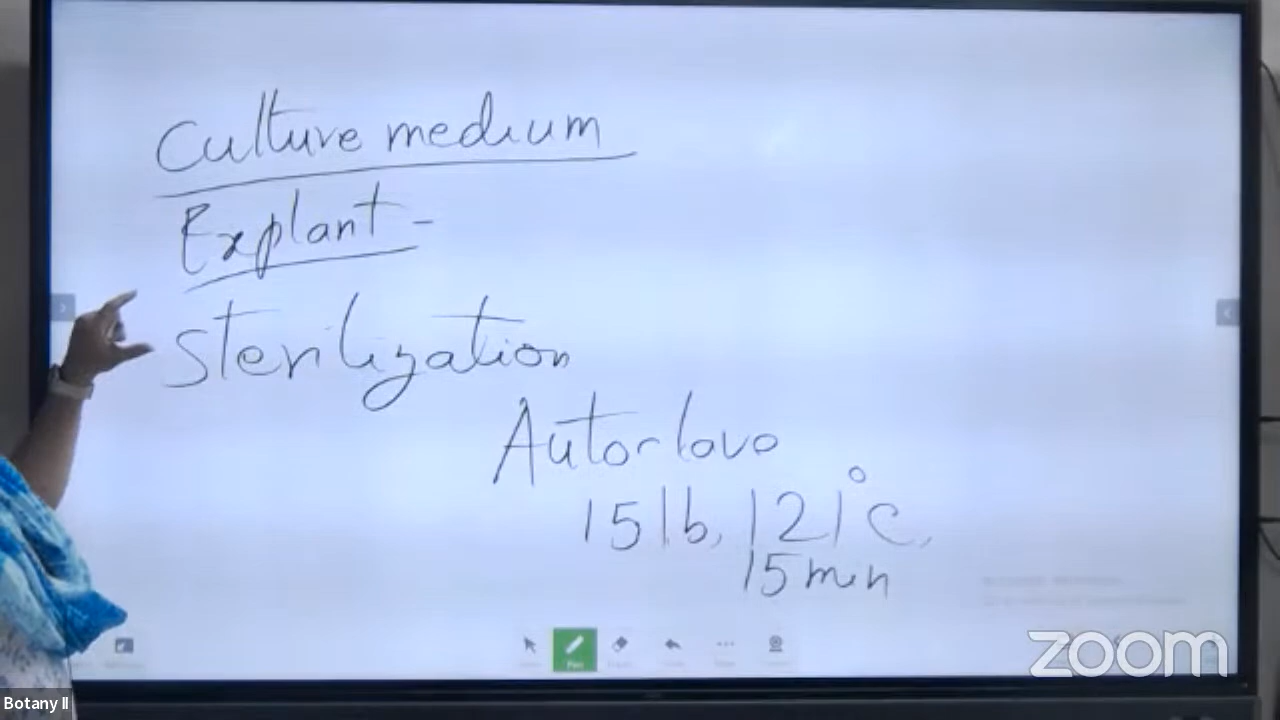 Culture medium
Explant -
Sterilization
Autoclave
15 lb, 121°C,
15 min
zoom
Botany II